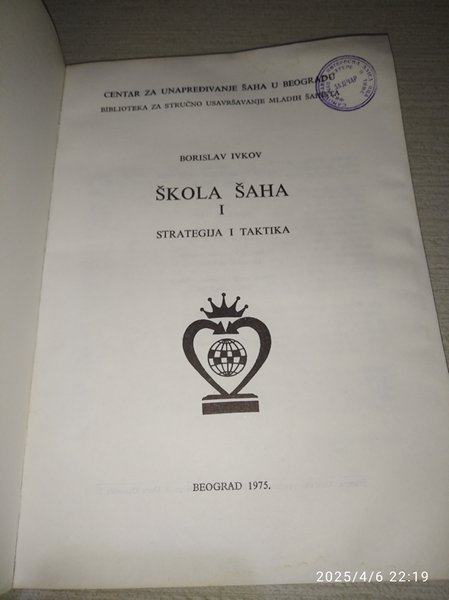 CENTAR ZA UNAPREĐIVANJE ŠAHA U BEOGRADU
BIBLIOTEKA ZA STRUČNO USAVRŠAVANJE MLADIH ŠAHISTA
BORISLAV IVKOV
ŠKOLA ŠAHA
I
STRATEGIJA I TAKTIKA
BEOGRAD 1975.
2025/4/6 22:19